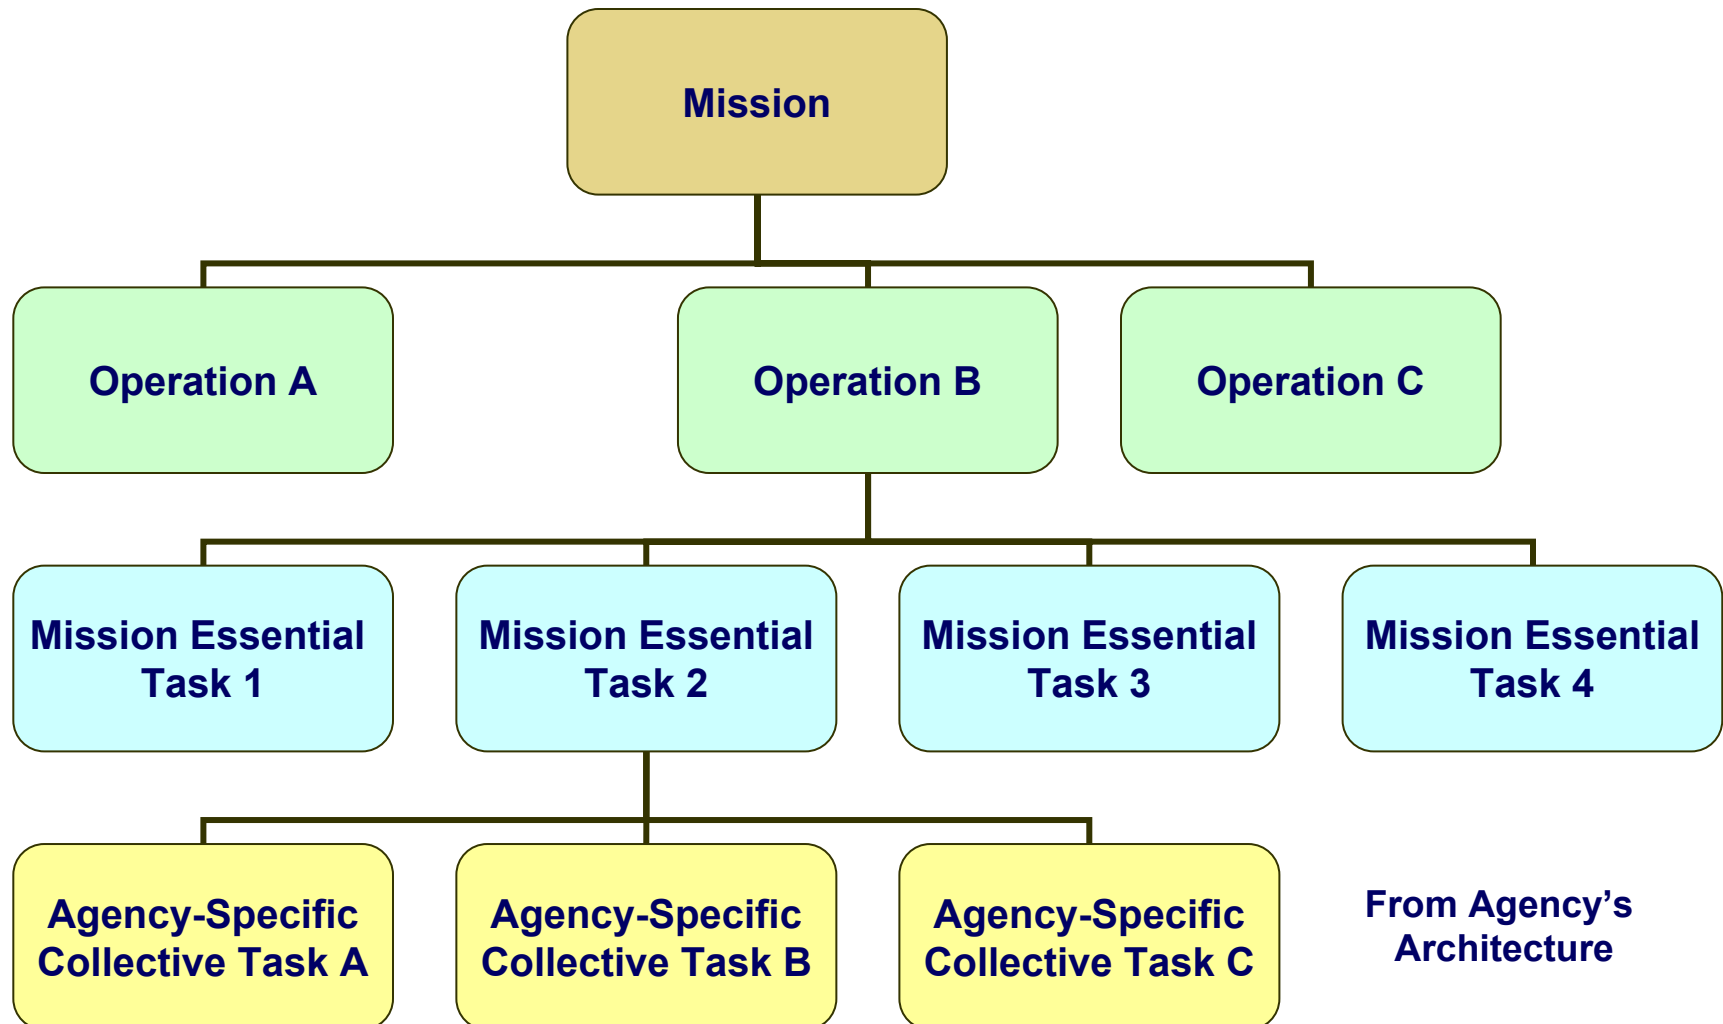 Mission
Operation A
Operation B
Operation C
Mission Essential
Task 1
Mission Essential
Task 2
Mission Essential
Task 3
Mission Essential
Task 4
Agency-Specific
Collective Task A
Agency-Specific
Collective Task B
Agency-Specific
Collective Task C
From Agency’s
Architecture